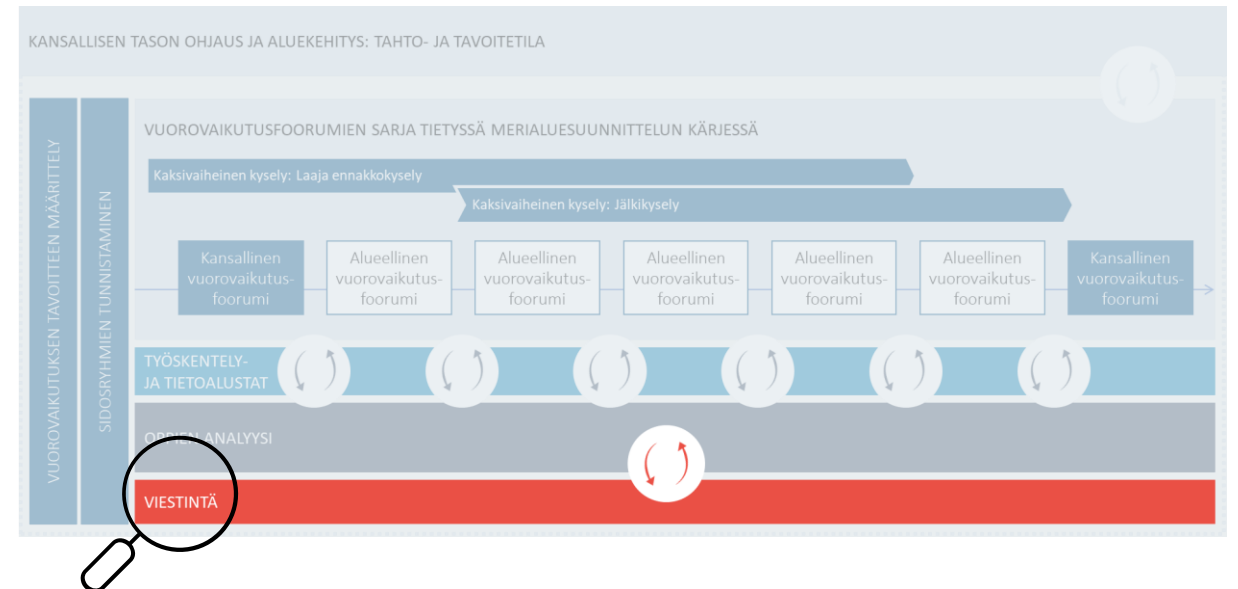 KANSALLISEN TASON OHJAUS JA ALUEKEHITYS: TAHTO- JA TAVOITETILA
VUOROVAIKUTUKSEN TAVOITTEEN MÄÄRITTELY
SIDOSRYHMIEN TUNNISTAMINEN
VUOROVAIKUTUSFOORUMIEN SARJA TIETYSSÄ MERIALUESUUNNITTELUN KÄRJESSÄ
Kaksivaiheinen kysely: Laaja ennakkokysely
Kaksivaiheinen kysely: Jälkikysely
Kansallinen
vuorovaikutus-
foorumi
Alueellinen
vuorovaikutus-
foorumi
Alueellinen
vuorovaikutus-
foorumi
Alueellinen
vuorovaikutus-
foorumi
Alueellinen
vuorovaikutus-
foorumi
Alueellinen
vuorovaikutus-
foorumi
Kansallinen
vuorovaikutus-
foorumi
TYÖSKENTELY-
JA TIETOALUSTAT
OPPIEN ANALYYSI
VIESTINTÄ